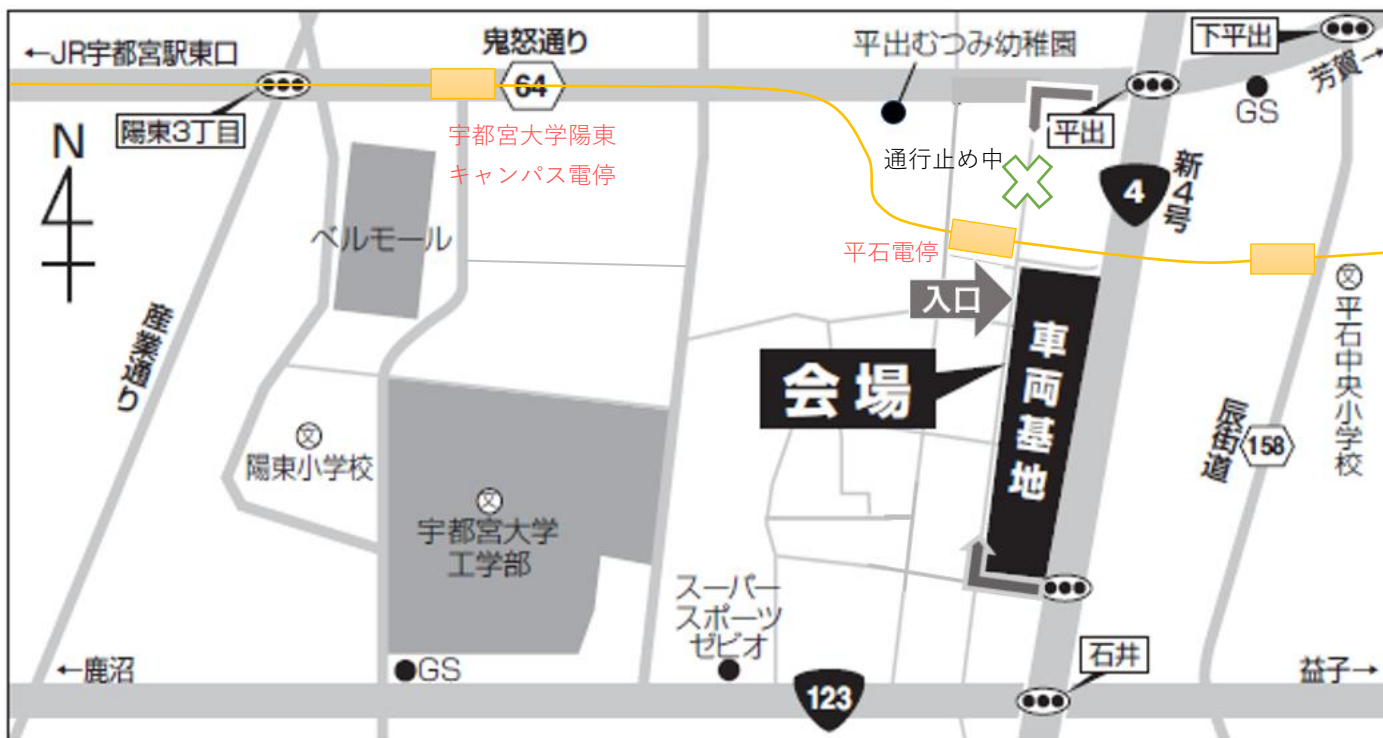 ←JR宇都宮駅東口
鬼怒通り
平出むつみ幼稚園
下平出
芳賀→
64
GS
陽東3丁目
平出
N
宇都宮大学陽東
キャンパス電停
通行止め中
新4号
4
ベルモール
平石電停
入口
文
平石中央小学校
産業通り
会場
車両基地
辰街道
158
文
陽東小学校
文
宇都宮大学
工学部
スーパー
スポーツ
ゼビオ
←鹿沼
GS
石井
益子→
123